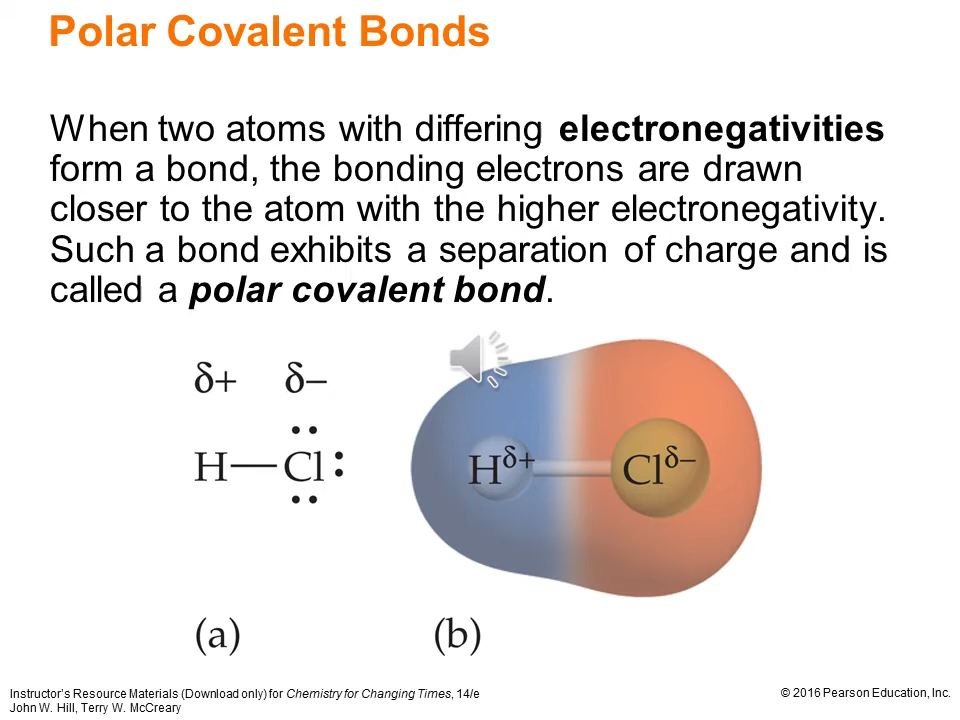 Polar Covalent Bonds
When two atoms with differing electronegativities
form a bond, the bonding electrons are drawn
closer to the atom with the higher electronegativity.
Such a bond exhibits a separation of charge and is
called a polar covalent bond.
δ+ δ−
H—Cl:
Hδ+ Clδ−
(a) (b)
Instructor's Resource Materials (Download only) for Chemistry for Changing Times, 14/e
John W. Hill, Terry W. McCreary
© 2016 Pearson Education, Inc.